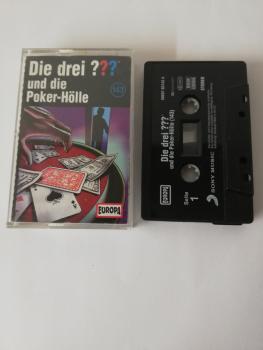 Die drei ???
und die
Poker-Hölle
143
EUROPA
Die drei ???
und die Poker-Hölle (143)
EUROPA
Seite
1
STEREO
SONY MUSIC